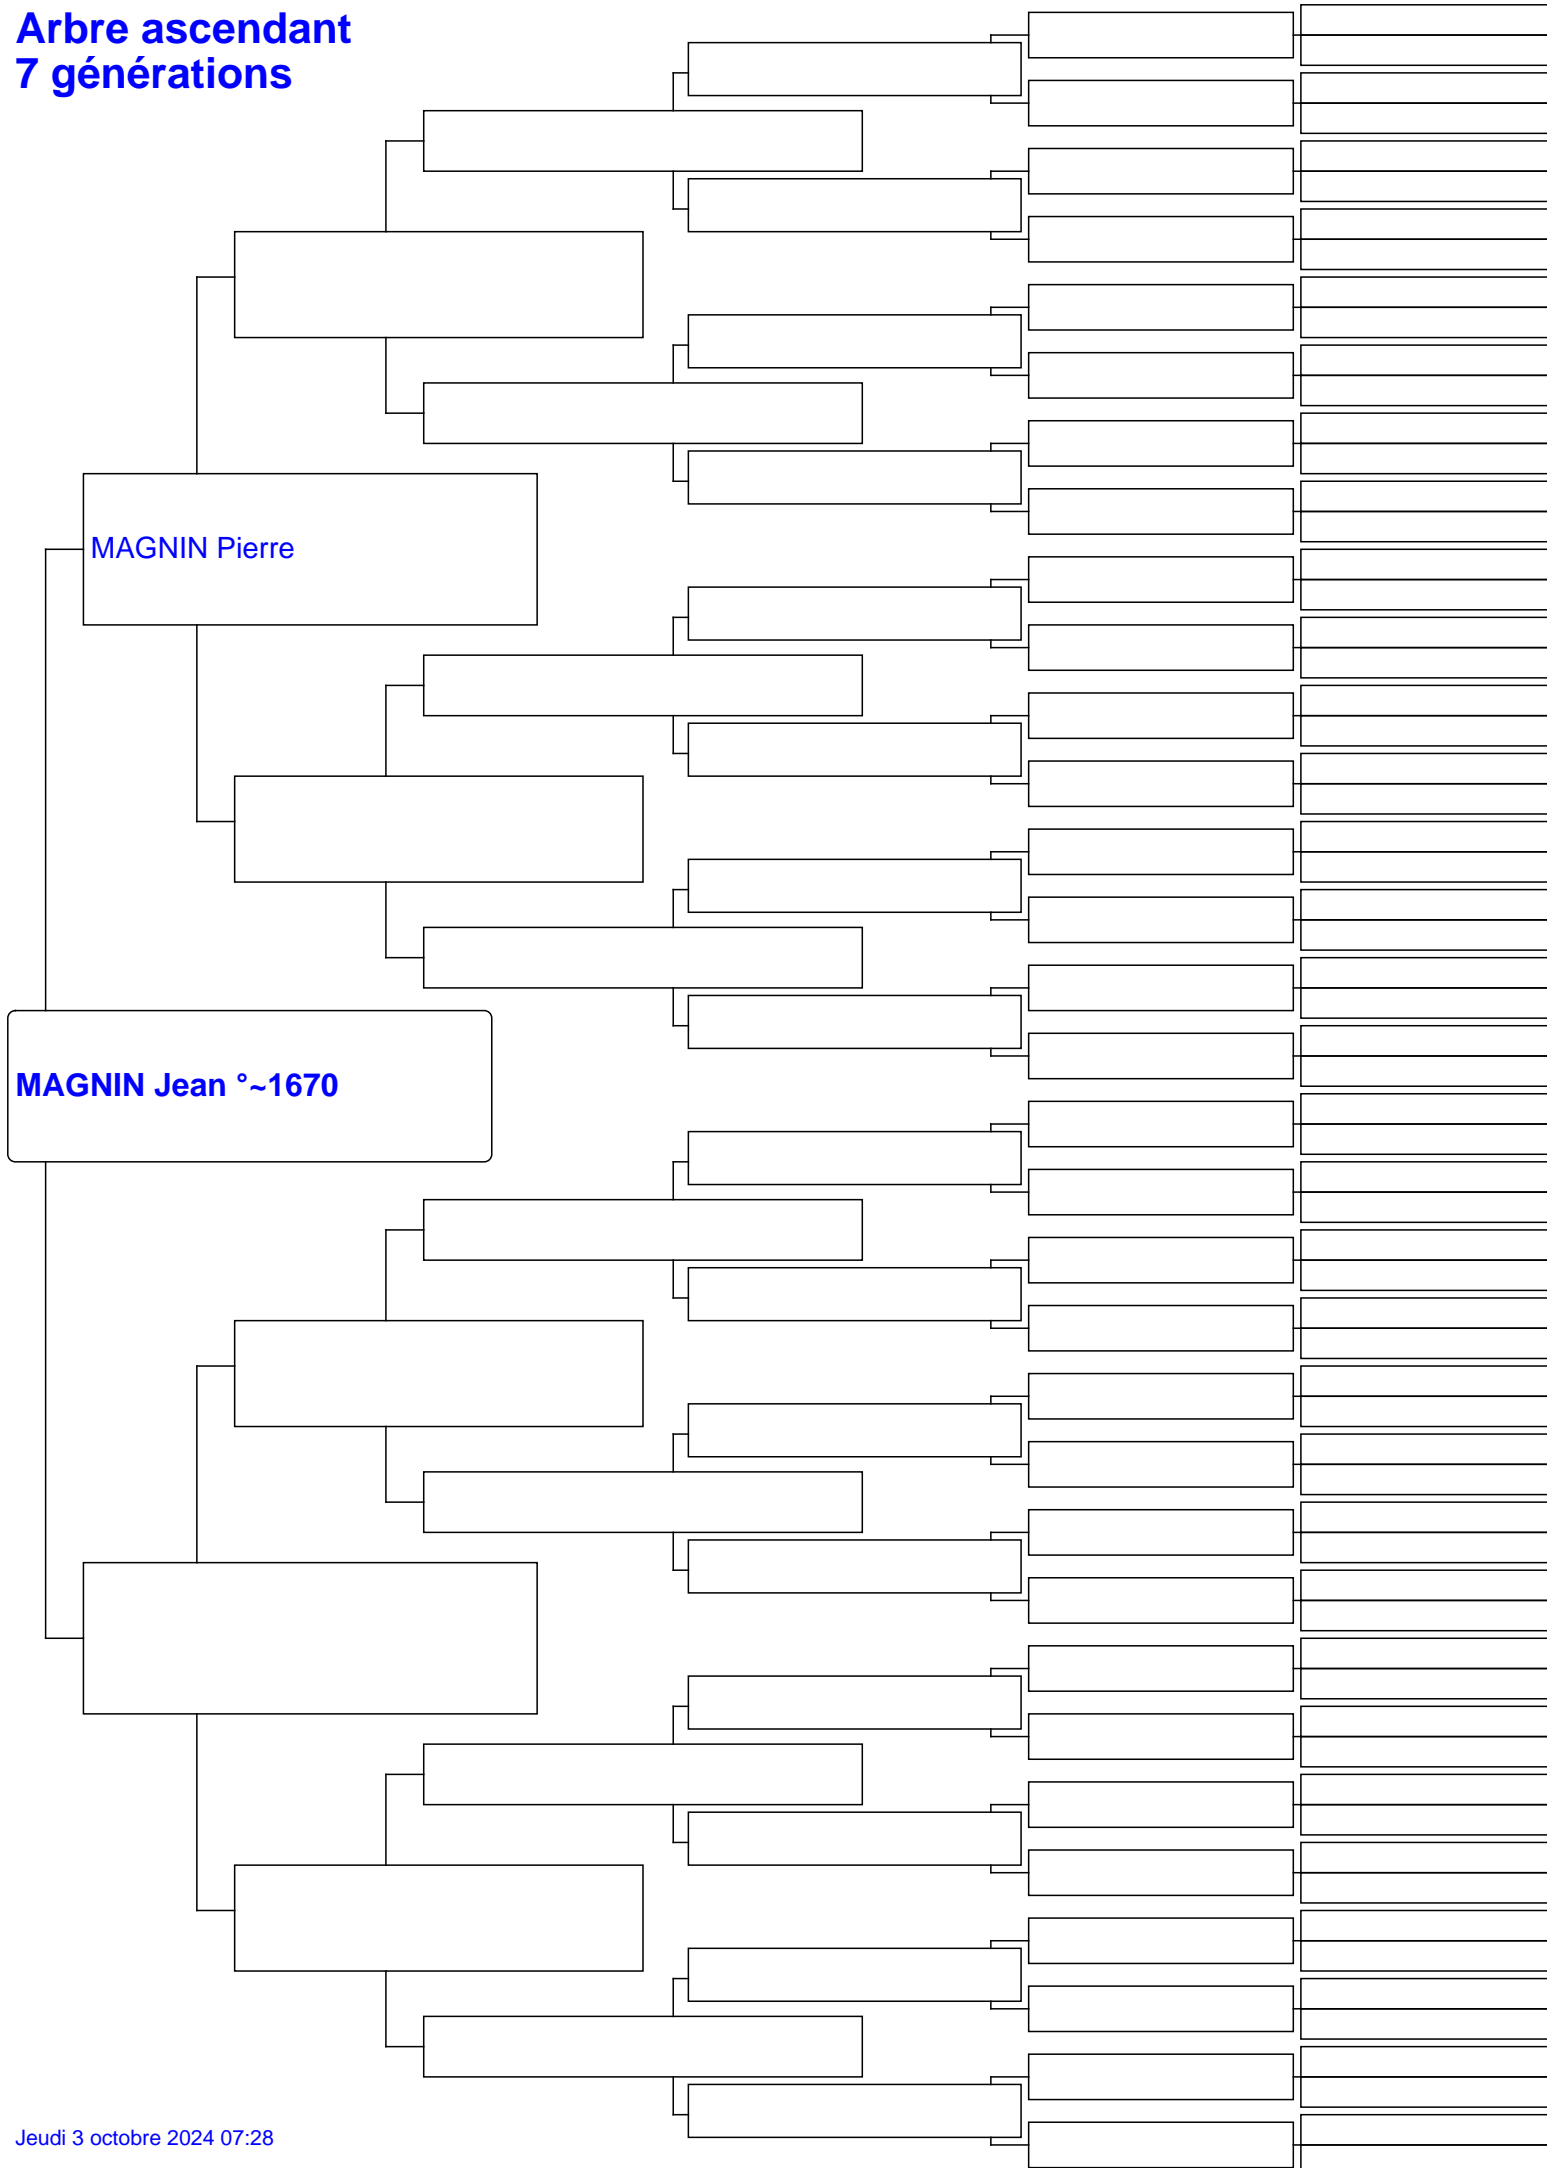 Arbre ascendant
7 générations
MAGNIN Pierre
MAGNIN Jean °~1670
Jeudi 3 octobre 2024 07:28